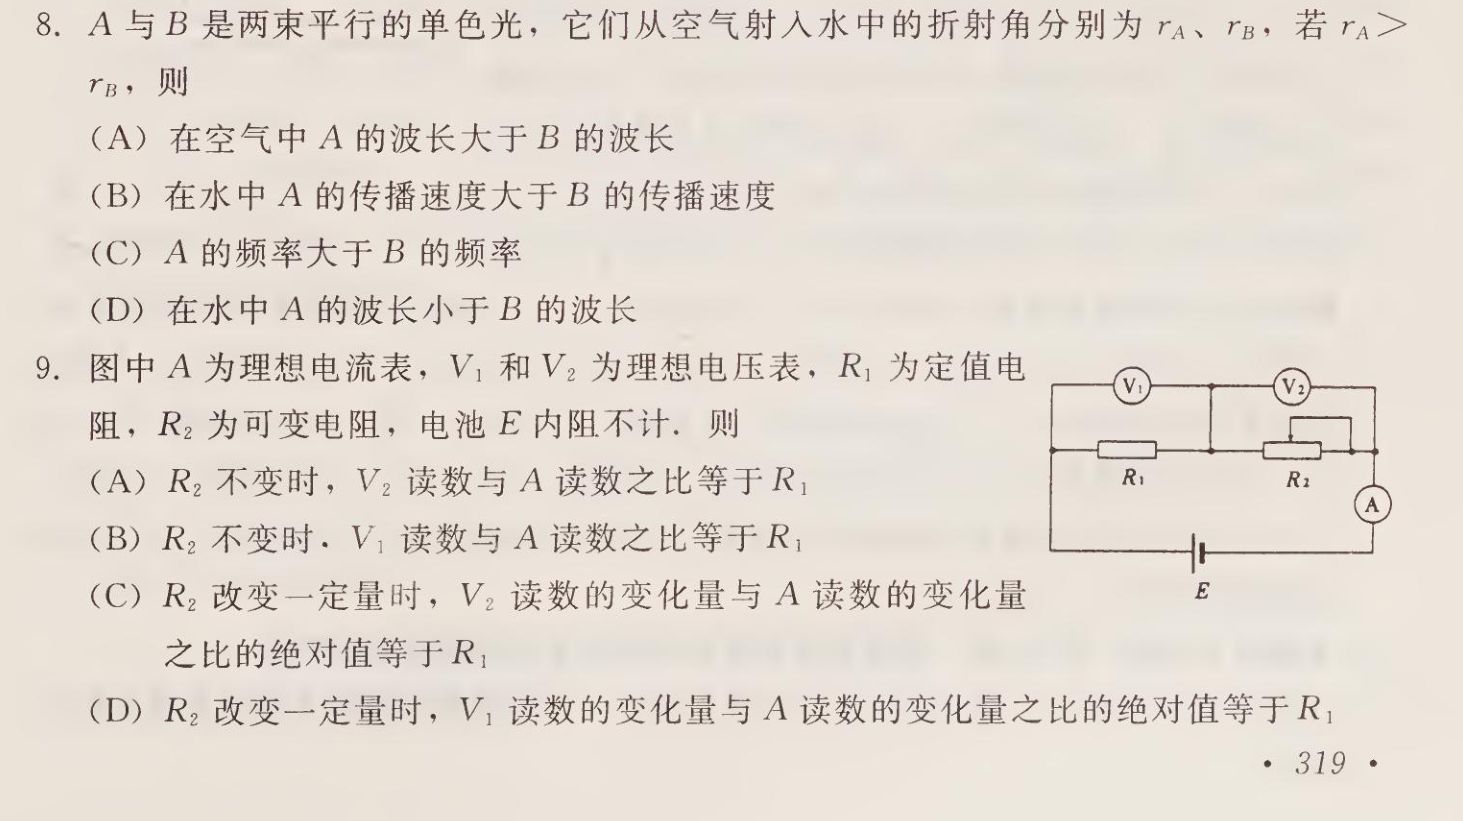 8. A 与 B 是两束平行的单色光，它们从空气射入水中的折射角分别为 r_A、r_B，若 r_A＞
r_B，则
(A) 在空气中 A 的波长大于 B 的波长
(B) 在水中 A 的传播速度大于 B 的传播速度
(C) A 的频率大于 B 的频率
(D) 在水中 A 的波长小于 B 的波长
9. 图中 A 为理想电流表，V₁ 和 V₂ 为理想电压表，R₁ 为定值电
阻，R₂ 为可变电阻，电池 E 内阻不计．则
(A) R₂ 不变时，V₂ 读数与 A 读数之比等于 R₁
(B) R₂ 不变时．V₁ 读数与 A 读数之比等于 R₁
(C) R₂ 改变一定量时，V₂ 读数的变化量与 A 读数的变化量
之比的绝对值等于 R₁
(D) R₂ 改变一定量时，V₁ 读数的变化量与 A 读数的变化量之比的绝对值等于 R₁
V₁ V₂
R₁ R₂
A
E
• 319 •